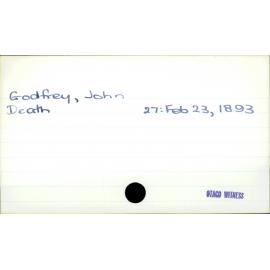 Godfrey, John
Death 27: Feb 23, 1893
OTAGO WITNESS